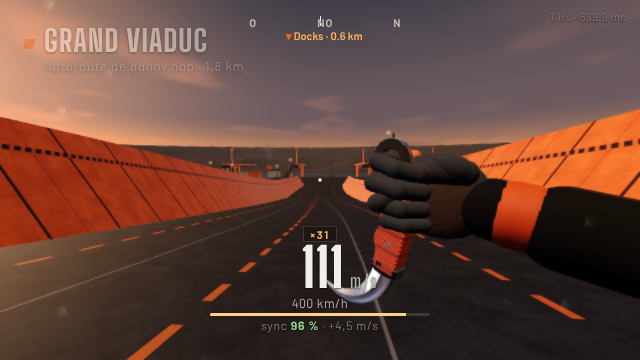 O NO N
1 i/s · 699,9 ms
▼Docks · 0.6 km
GRAND VIADUC
Autoroute de bunny hop · 1,8 km
×31
111 m/s
400 km/h
sync 96 % · +4,5 m/s